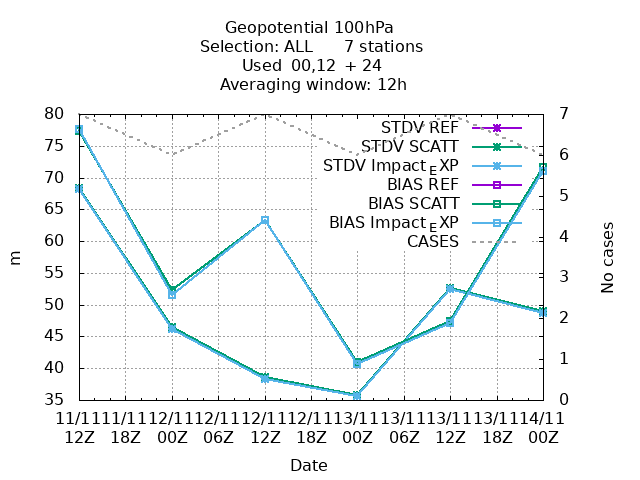 Geopotential 100hPa
Selection: ALL 7 stations
Used 00,12 + 24
Averaging window: 12h
80
75
70
65
60
55
50
45
40
35
7
6
5
4
3
2
1
0
m
No cases
STDV REF
STDV SCATT
STDV Impact_EXP
BIAS REF
BIAS SCATT
BIAS Impact_EXP
CASES
11/11 11/11 12/11 12/11 12/11 12/11 13/11 13/11 13/11 13/11 14/11
12Z 18Z 00Z 06Z 12Z 18Z 00Z 06Z 12Z 18Z 00Z
Date